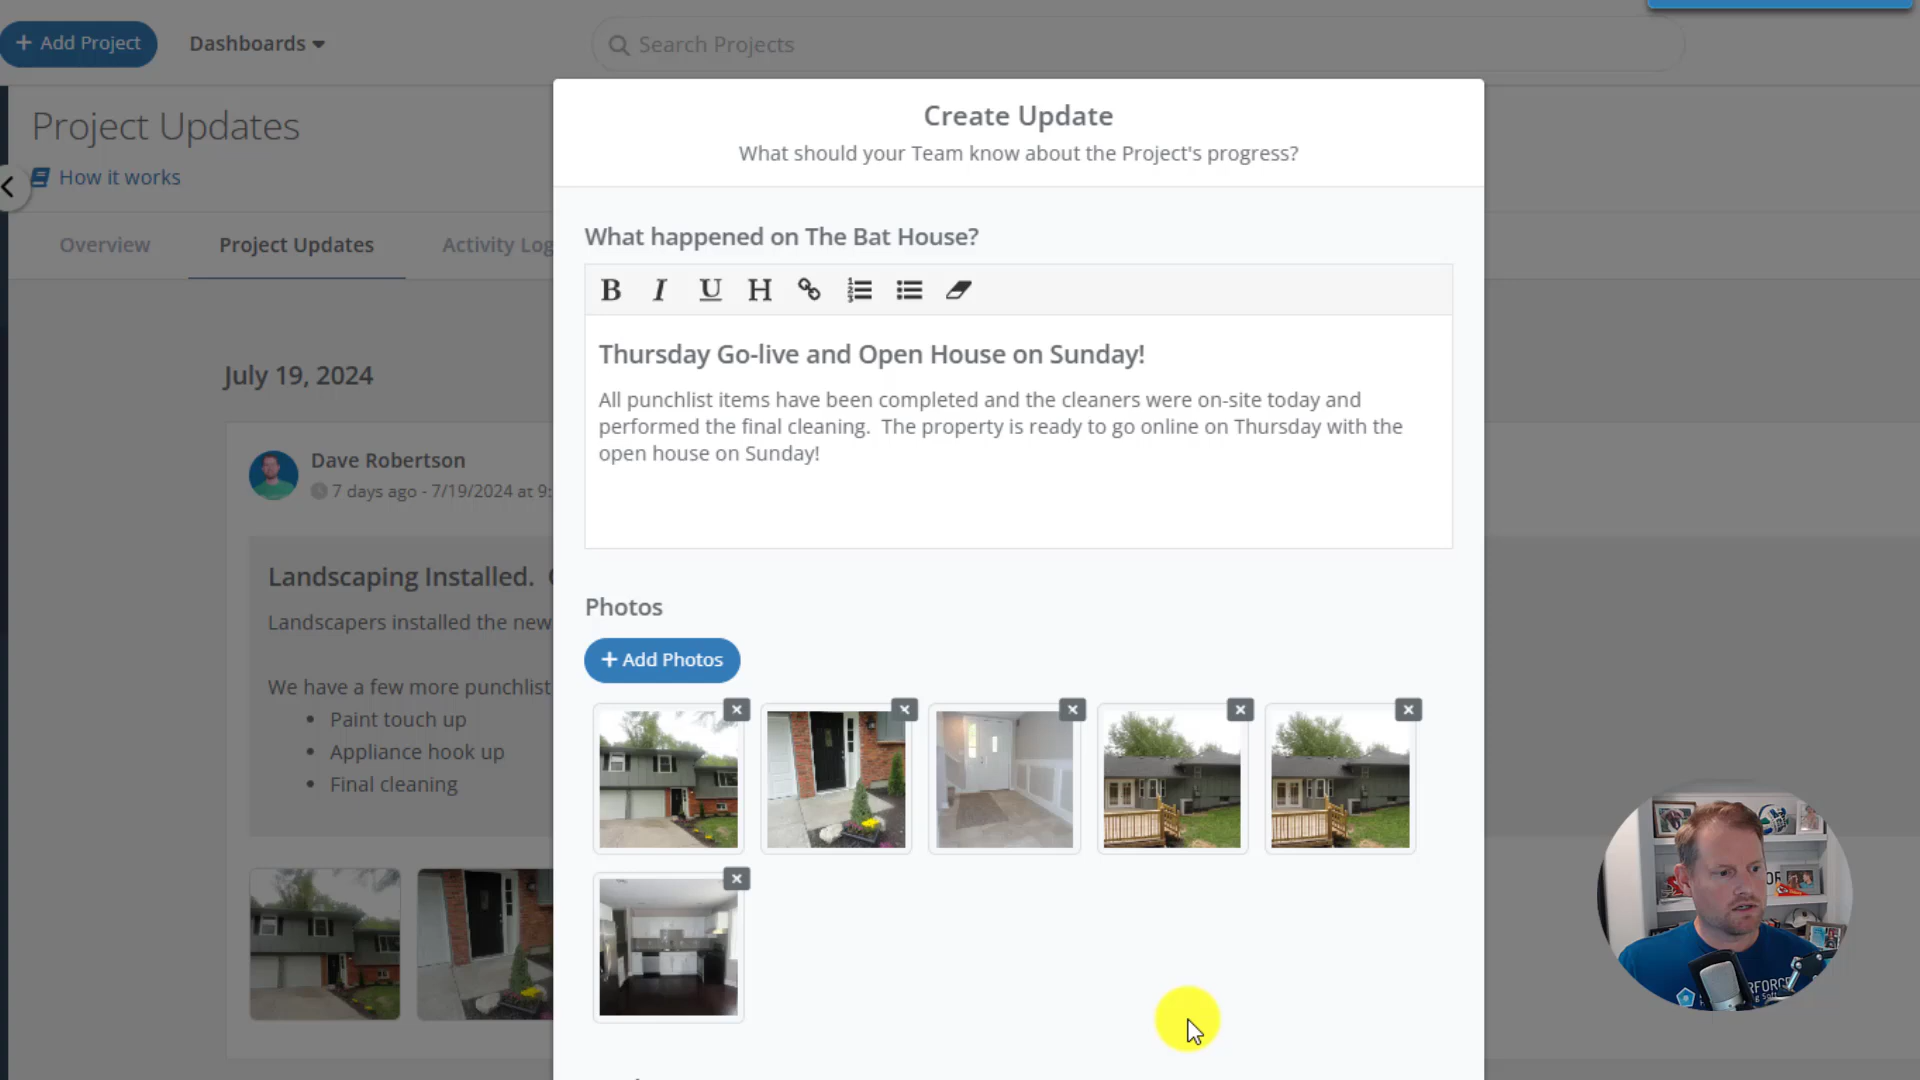 Add Project
Dashboards
Search Projects
Project Updates
How it works
Overview
Project Updates
Activity Log
July 19, 2024
Dave Robertson
7 days ago - 7/19/2024 at 9:
Landscaping Installed.
Landscapers installed the new
We have a few more punchlist
• Paint touch up
• Appliance hook up
• Final cleaning
Create Update
What should your Team know about the Project's progress?
What happened on The Bat House?
B I U H
Thursday Go-live and Open House on Sunday!
All punchlist items have been completed and the cleaners were on-site today and
performed the final cleaning. The property is ready to go online on Thursday with the
open house on Sunday!
Photos
+ Add Photos